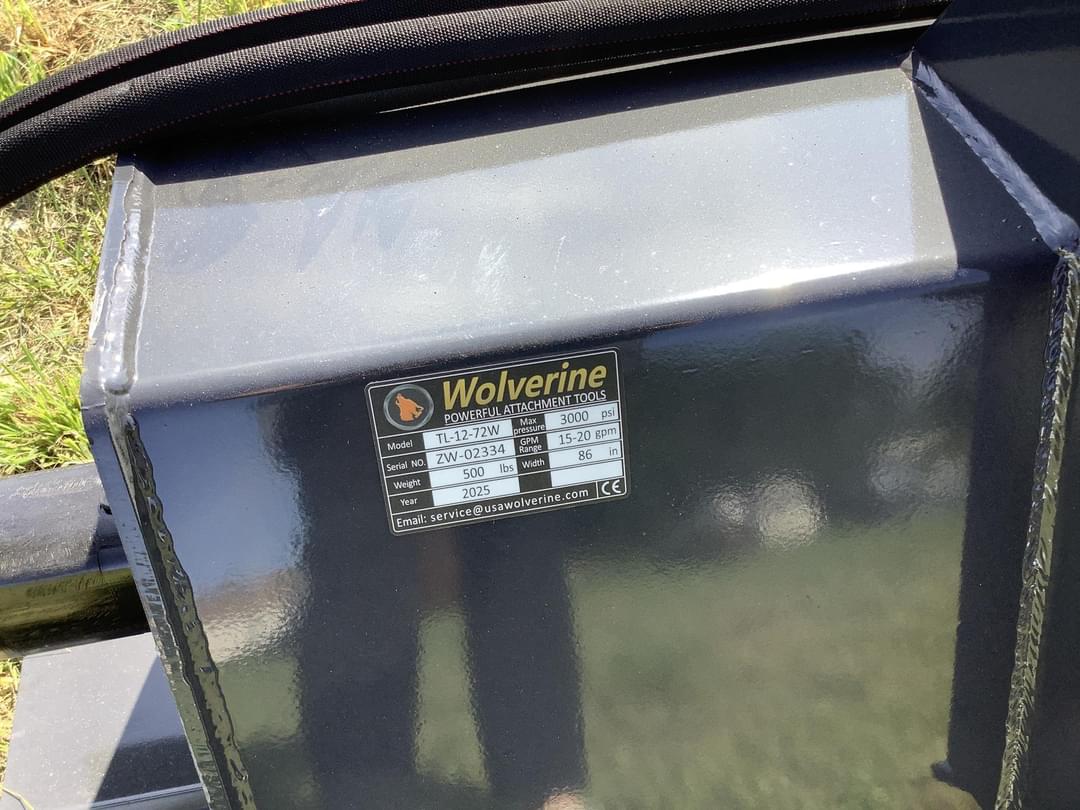 Wolverine
POWERFUL ATTACHMENT TOOLS
Model TL-12-72W Max pressure 3000 psi
Serial NO. ZW-02334 GPM Range 15-20 gpm
Weight 500 lbs Width 86 in
Year 2025
Email: service@usawolverine.com CE